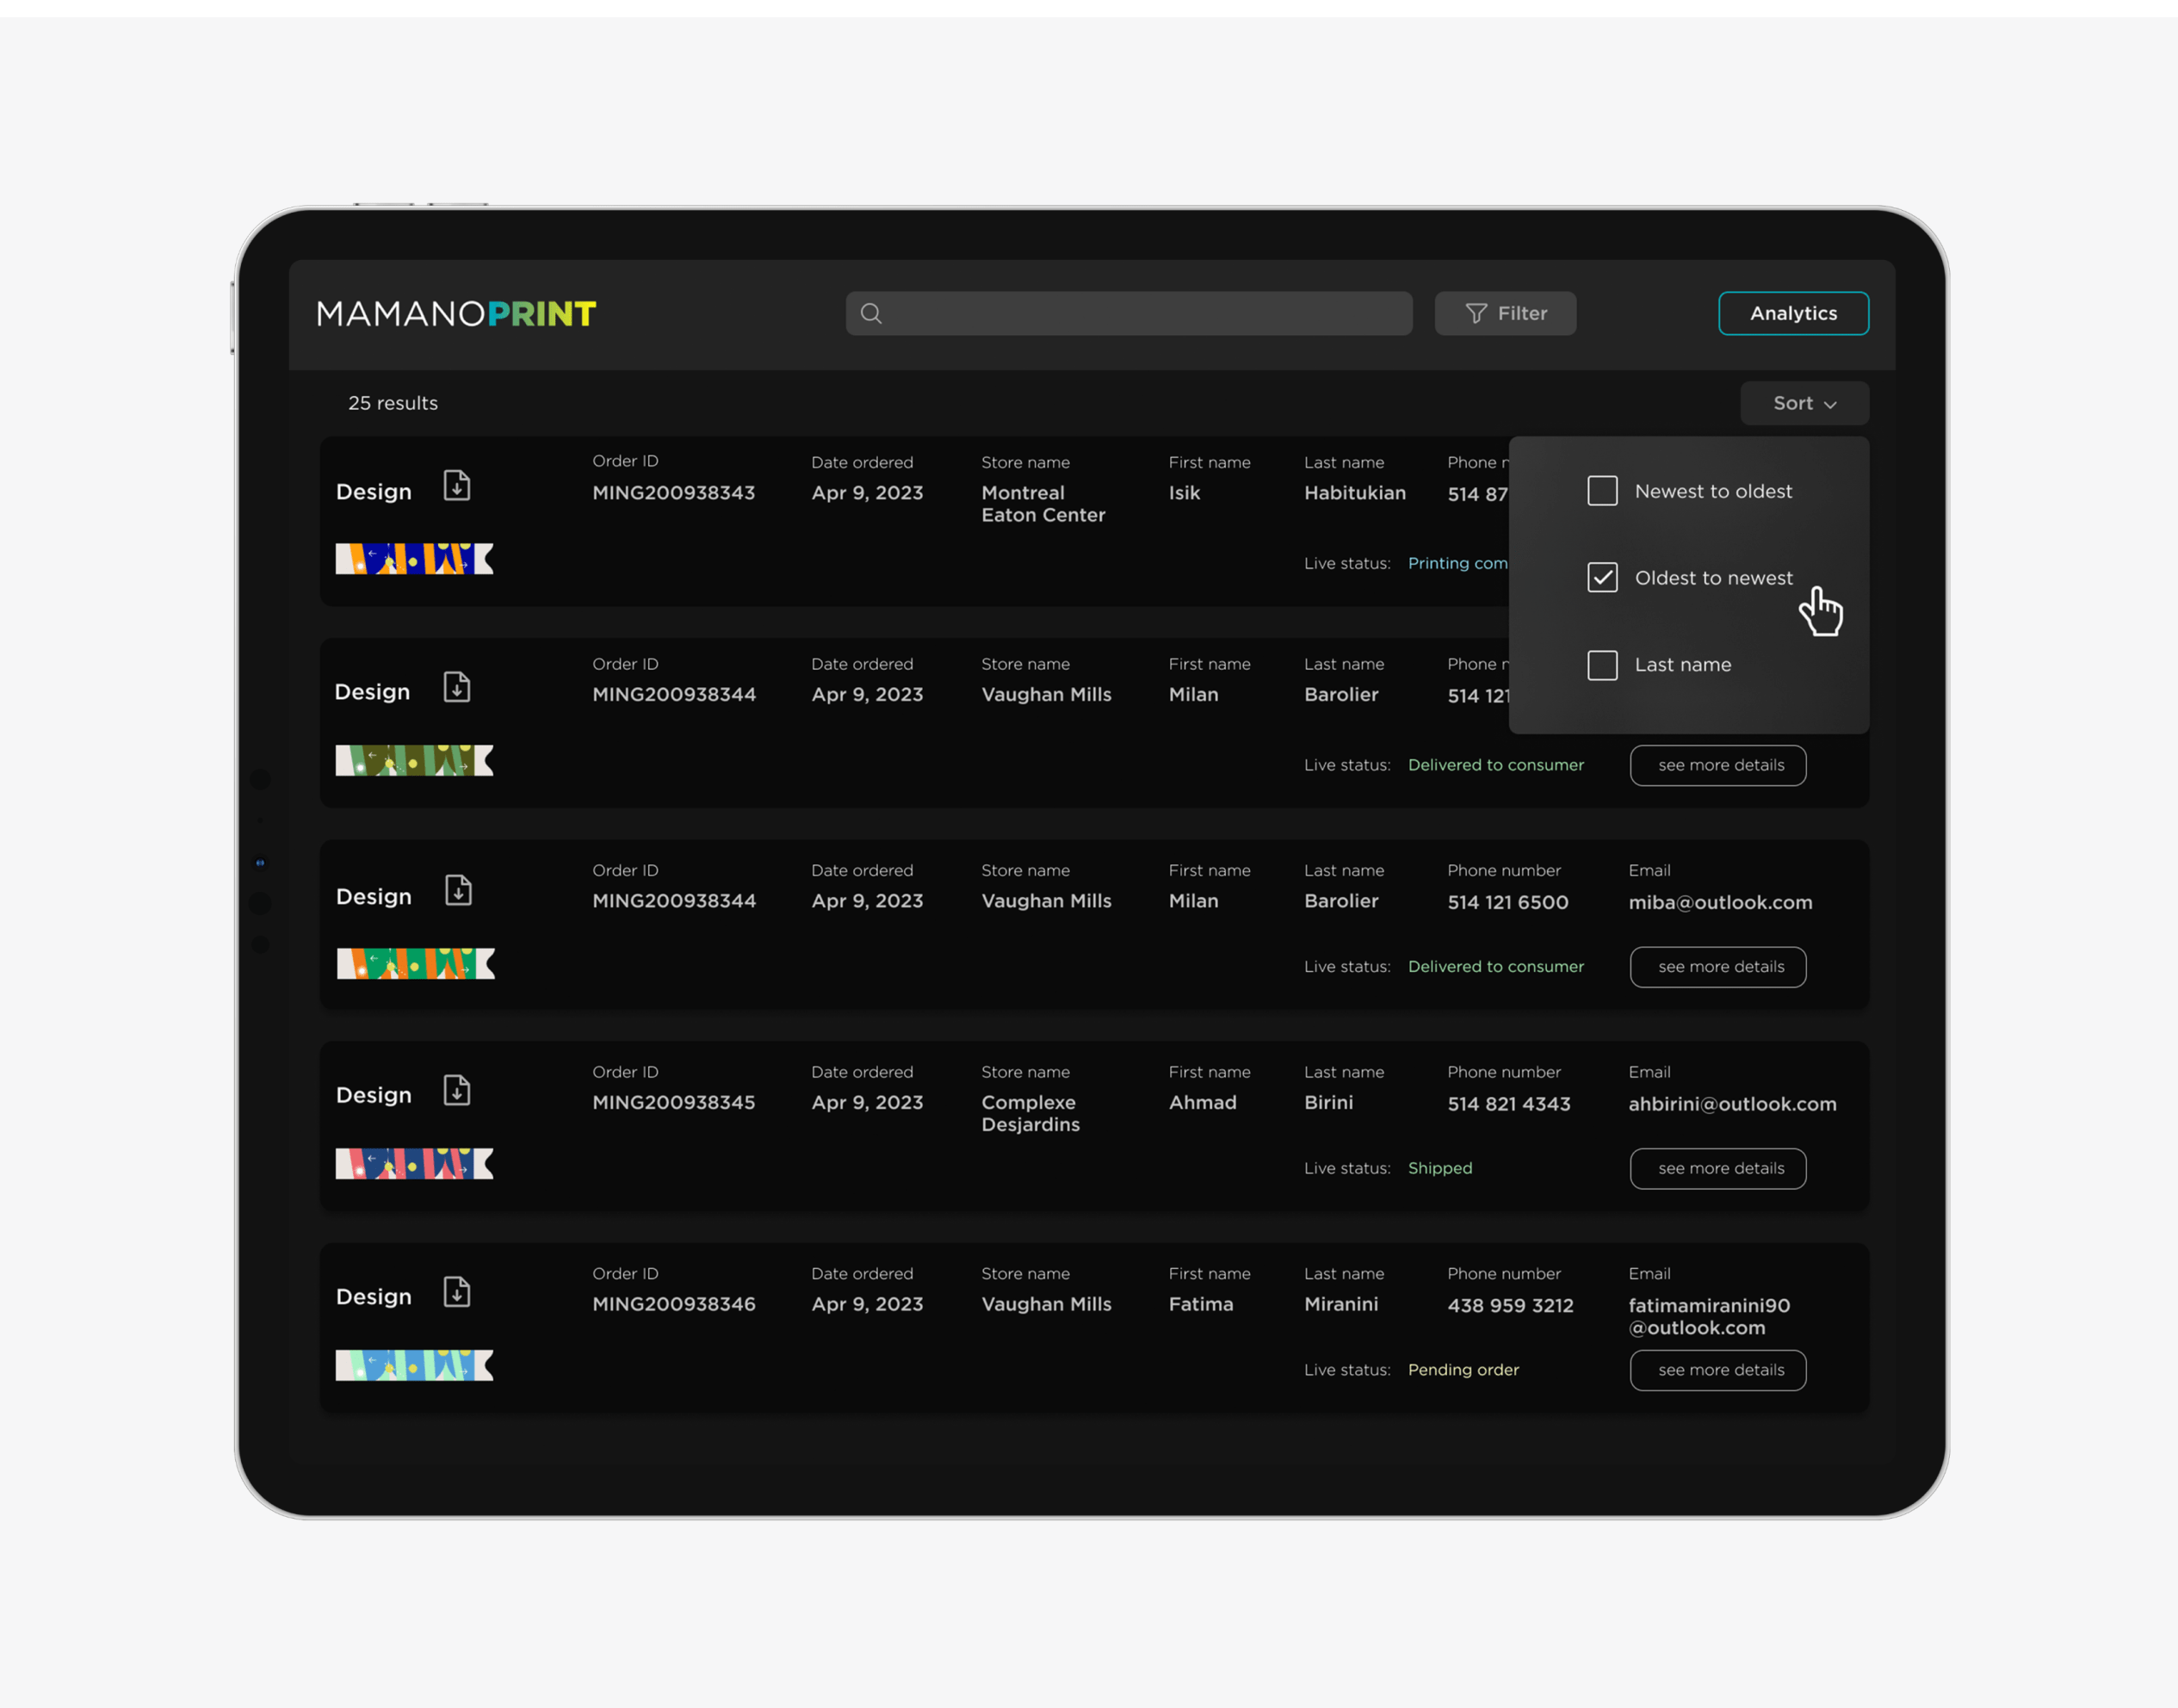 MAMANOPRINT
Filter
Analytics
25 results
Sort
Newest to oldest
Oldest to newest
Last name
Design
Order ID
MING200938343
Date ordered
Apr 9, 2023
Store name
Montreal
Eaton Center
First name
Isik
Last name
Habitukian
Phone
514 87
Live status: Printing com
Design
Order ID
MING200938344
Date ordered
Apr 9, 2023
Store name
Vaughan Mills
First name
Milan
Last name
Barolier
Phone
514 121
Live status: Delivered to consumer
see more details
Design
Order ID
MING200938344
Date ordered
Apr 9, 2023
Store name
Vaughan Mills
First name
Milan
Last name
Barolier
Phone number
514 121 6500
Email
miba@outlook.com
Live status: Delivered to consumer
see more details
Design
Order ID
MING200938345
Date ordered
Apr 9, 2023
Store name
Complexe
Desjardins
First name
Ahmad
Last name
Birini
Phone number
514 821 4343
Email
ahbirini@outlook.com
Live status: Shipped
see more details
Design
Order ID
MING200938346
Date ordered
Apr 9, 2023
Store name
Vaughan Mills
First name
Fatima
Last name
Miranini
Phone number
438 959 3212
Email
fatimamiranini90
@outlook.com
Live status: Pending order
see more details